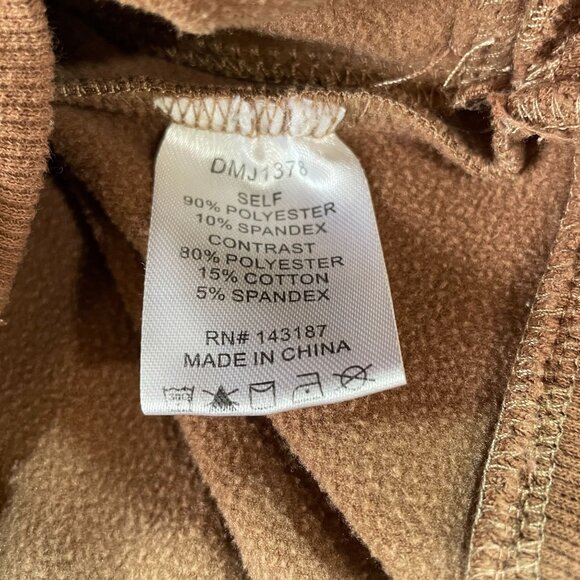 DMJ1378
SELF
90% POLYESTER
10% SPANDEX
CONTRAST
80% POLYESTER
15% COTTON
5% SPANDEX
RN# 143187
MADE IN CHINA